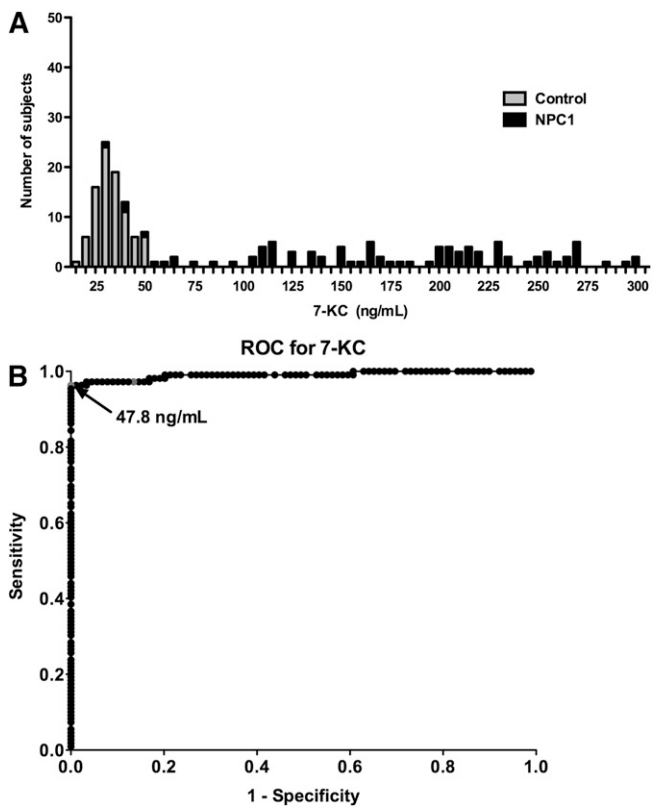 A
50
40
30
20
10
0
Number of subjects
Control
NPC1
25 50 75 100 125 150 175 200 225 250 275 300
7-KC (ng/mL)
ROC for 7-KC
B
1.0
0.8
0.6
0.4
0.2
0.0
Sensitivity
47.8 ng/mL
0.0 0.2 0.4 0.6 0.8 1.0
1 - Specificity